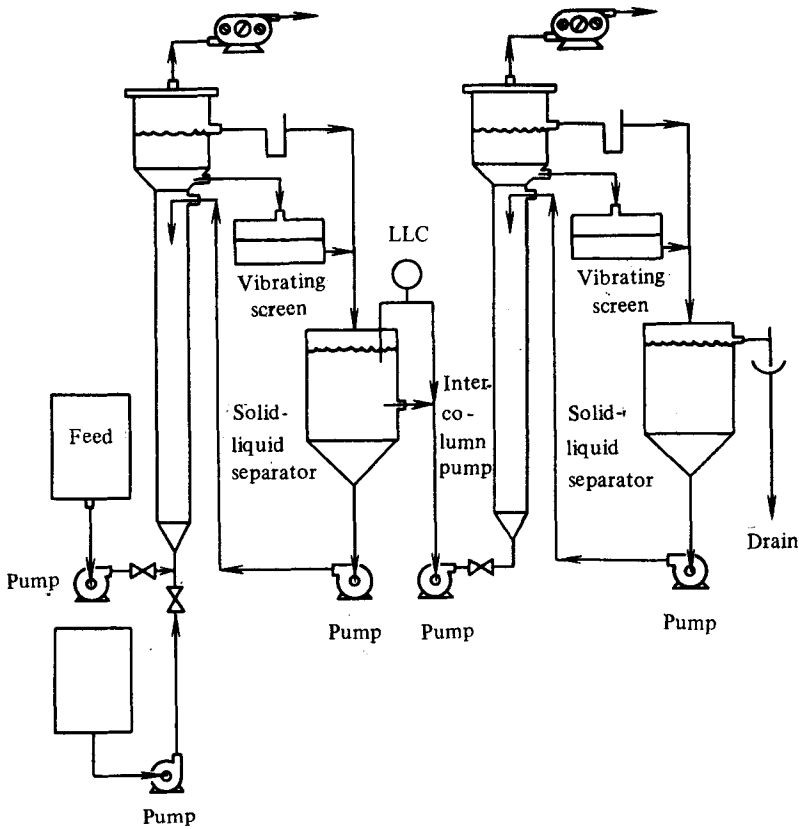 LLC
Vibrating
screen
Vibrating
screen
Feed
Solid-
liquid
separator
Inter-
co-
lumn
pump
Solid-
liquid
separator
Drain
Pump
Pump
Pump
Pump
Pump